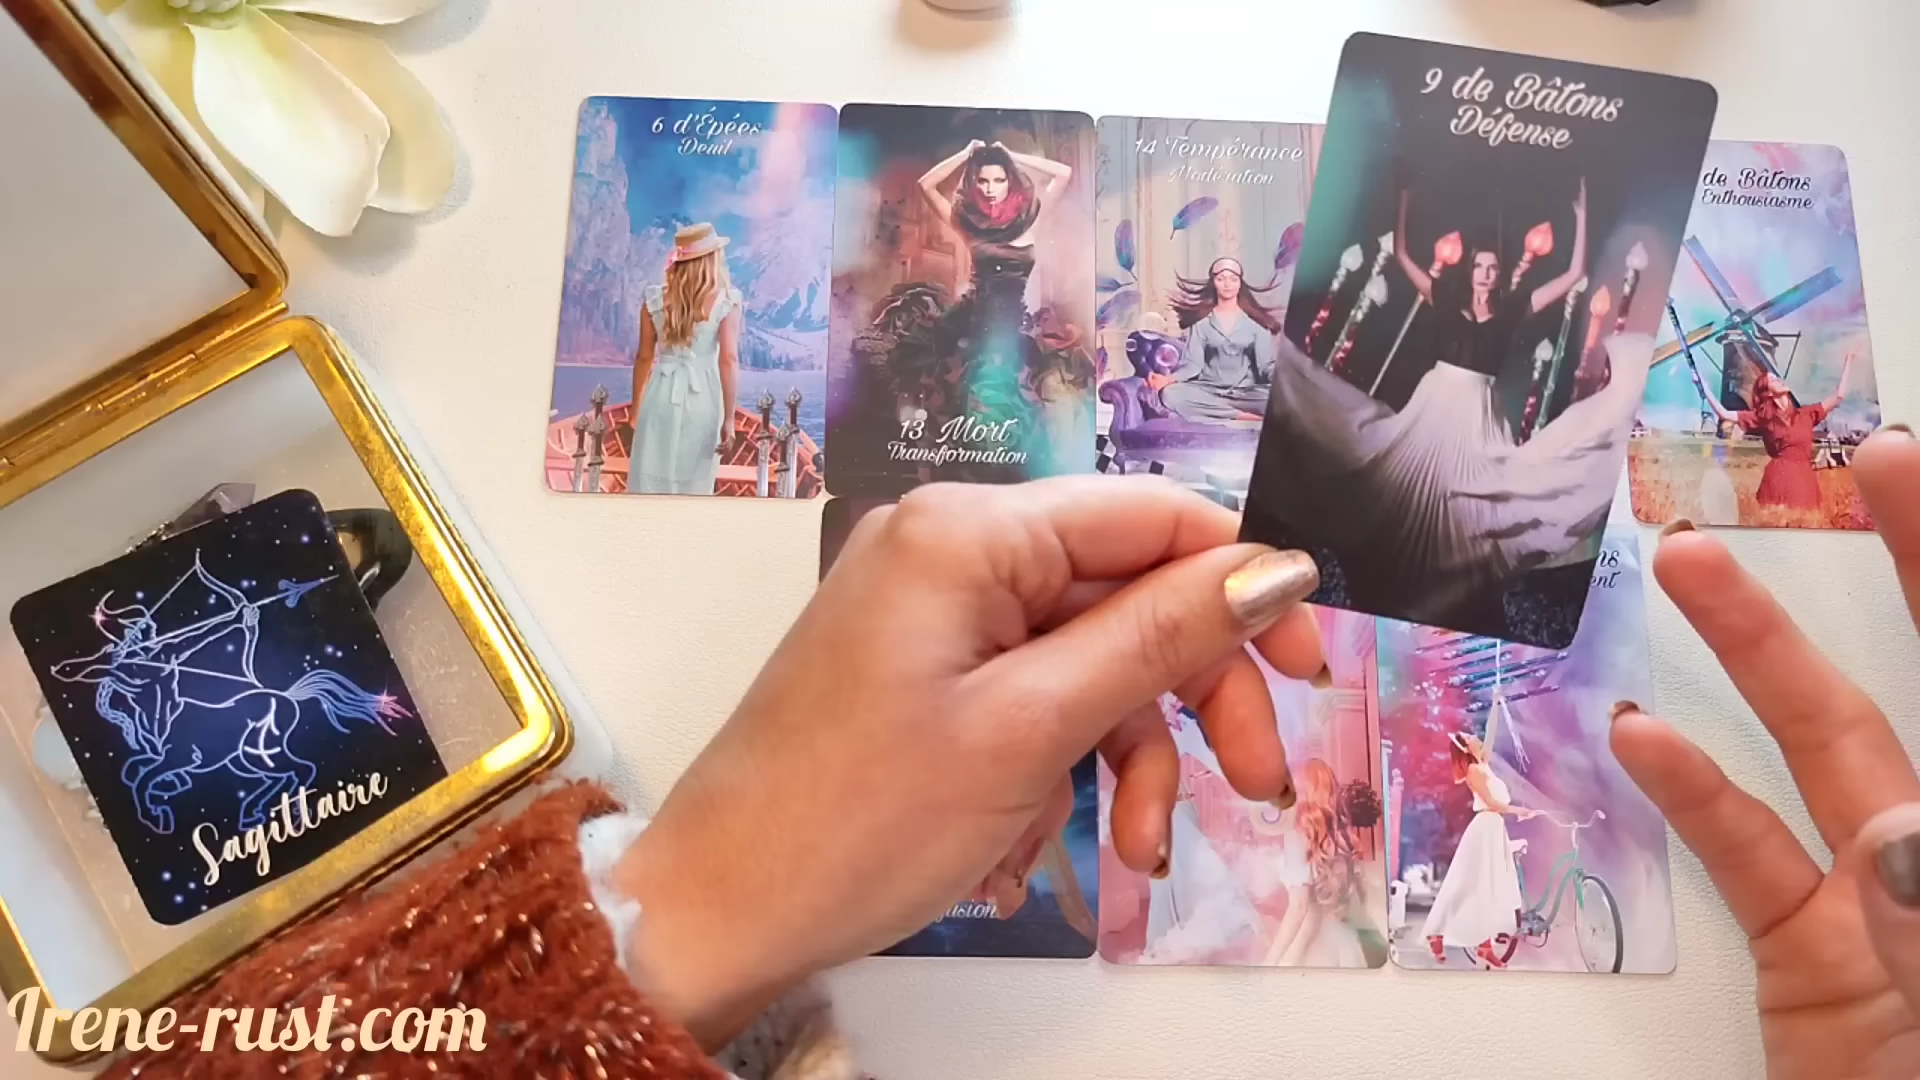 6 d'Épées
Deuil
13 Mort
Transformation
14 Tempérance
Modération
9 de Bâtons
Défense
de Bâtons
Enthousiasme
Sagittaire
Irene-rust.com